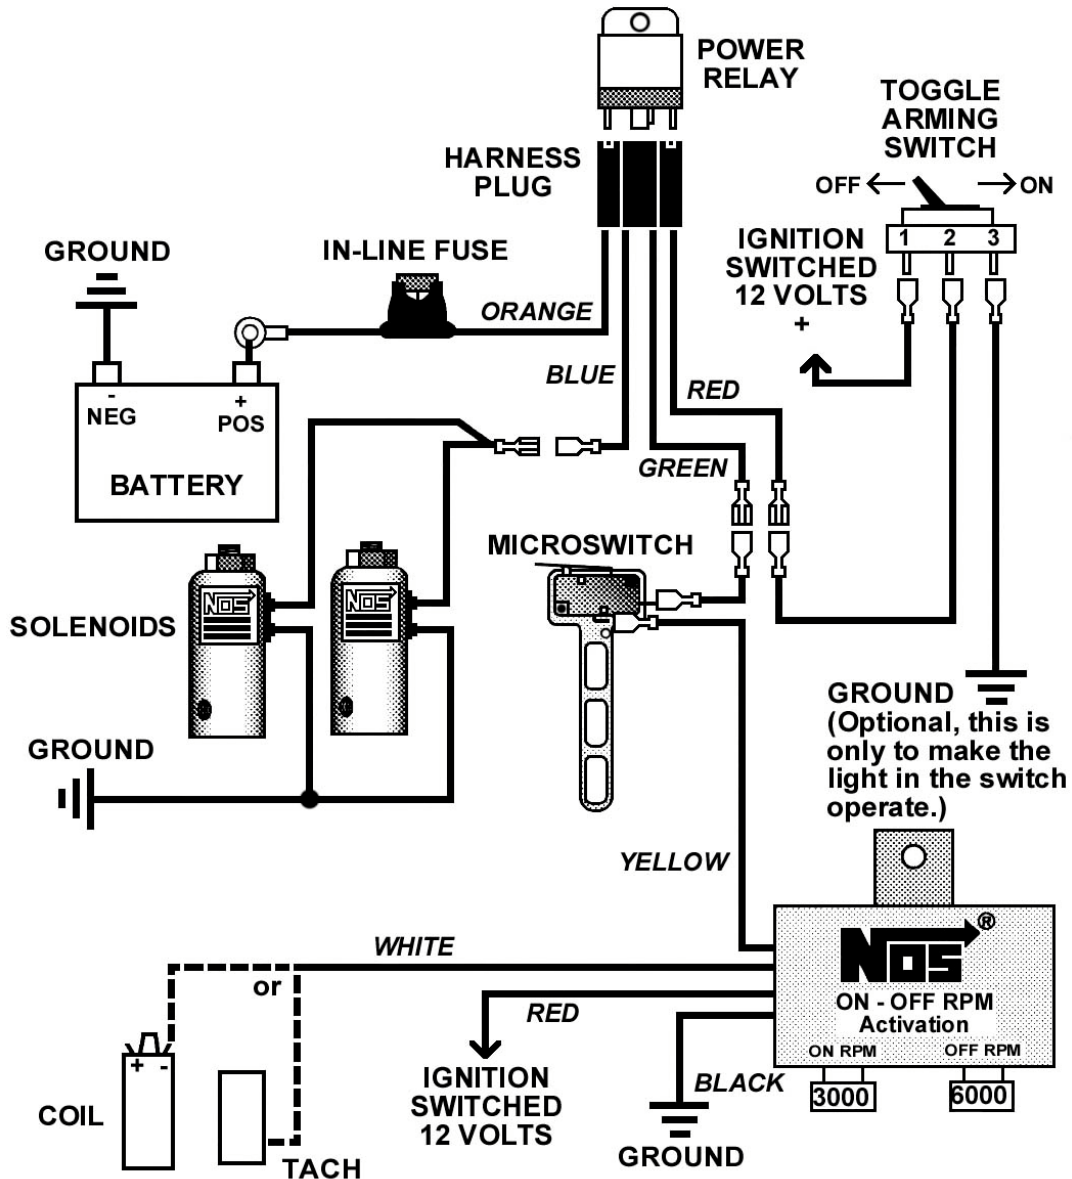 POWER
RELAY
TOGGLE
ARMING
SWITCH
OFF
ON
HARNESS
PLUG
1 2 3
IGNITION
SWITCHED
12 VOLTS
+
GROUND
IN-LINE FUSE
ORANGE
BLUE
RED
GREEN
-
NEG
+
POS
BATTERY
MICROSWITCH
NOS
NOS
SOLENOIDS
GROUND
GROUND
(Optional, this is
only to make the
light in the switch
operate.)
YELLOW
WHITE
or
RED
BLACK
NOS®
ON - OFF RPM
Activation
ON RPM
OFF RPM
3000
6000
+ -
COIL
TACH
IGNITION
SWITCHED
12 VOLTS
GROUND